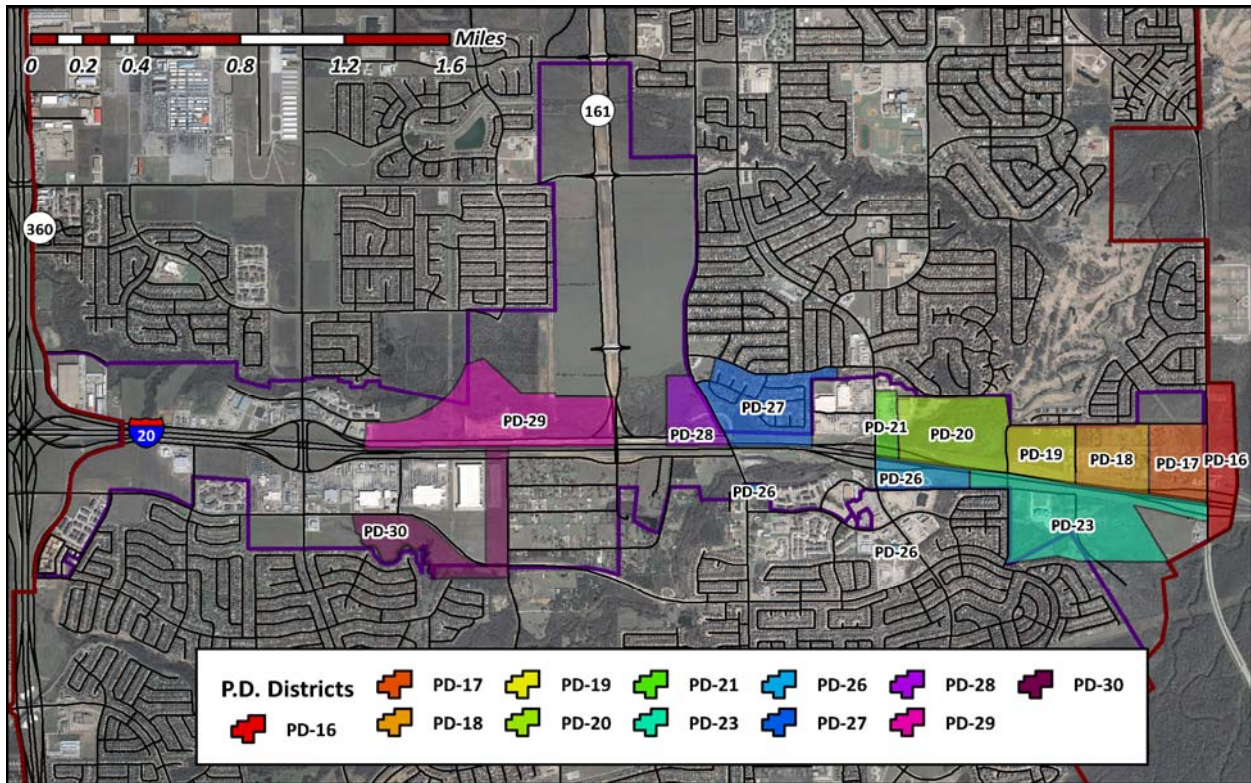 Miles
0 0.2 0.4 0.8 1.2 1.6
161
360
20
PD-29
PD-28
PD-27
PD-21
PD-20
PD-19
PD-18
PD-17
PD-16
PD-26
PD-26
PD-30
PD-23
PD-26
P.D. Districts
PD-16
PD-17
PD-18
PD-19
PD-20
PD-21
PD-23
PD-26
PD-27
PD-28
PD-29
PD-30